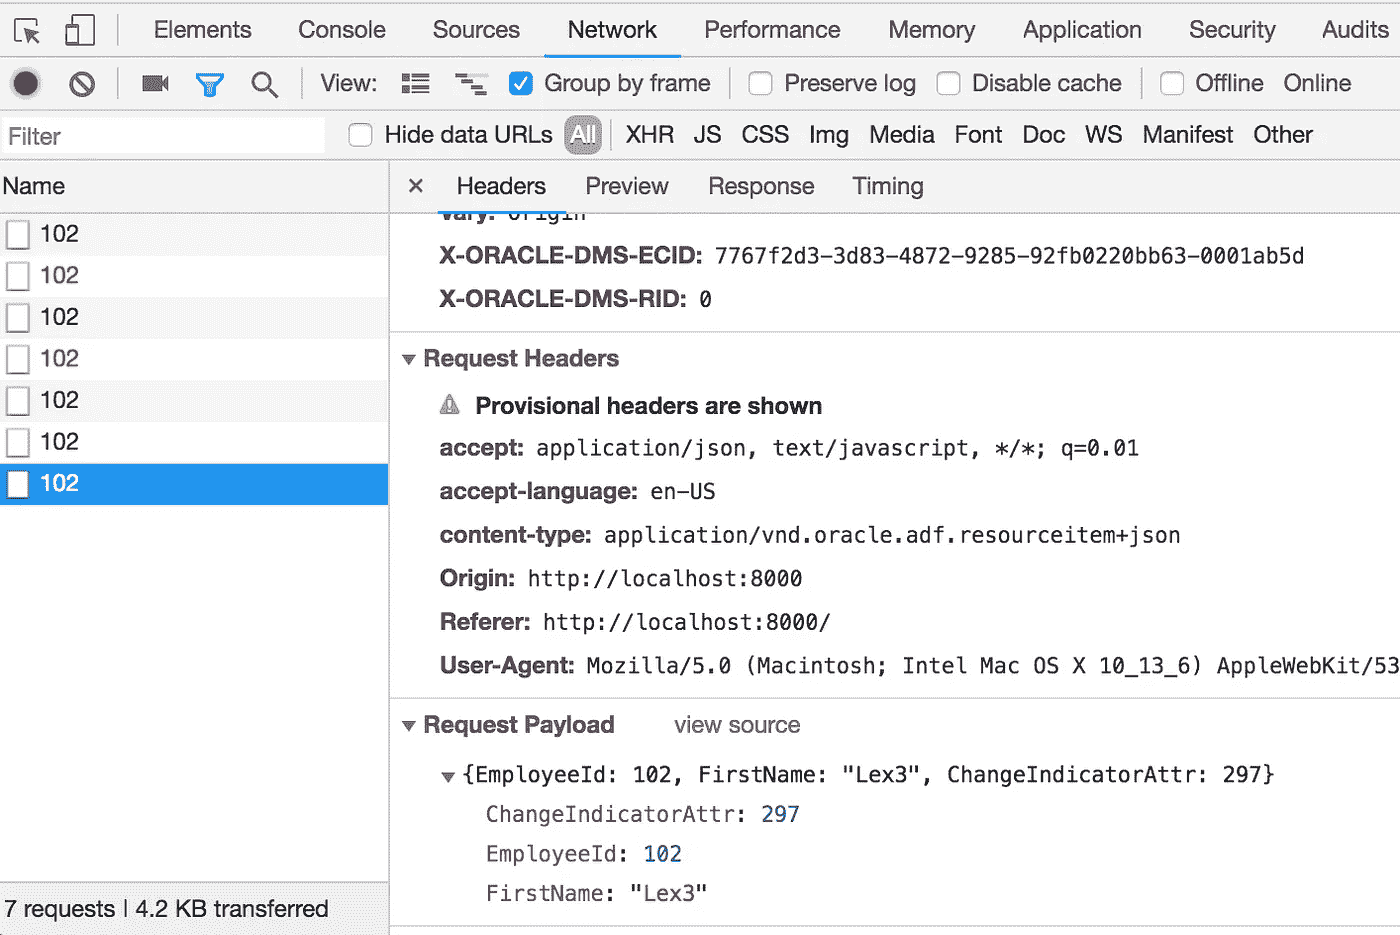 Elements Console Sources Network Performance Memory Application Security Audits
View: Group by frame Preserve log Disable cache Offline Online
Filter Hide data URLs All XHR JS CSS Img Media Font Doc WS Manifest Other
Name
102
102
102
102
102
102
102
7 requests | 4.2 KB transferred
× Headers Preview Response Timing
Vary: Origin
X-ORACLE-DMS-ECID: 7767f2d3-3d83-4872-9285-92fb0220bb63-0001ab5d
X-ORACLE-DMS-RID: 0
Request Headers
Provisional headers are shown
accept: application/json, text/javascript, */*; q=0.01
accept-language: en-US
content-type: application/vnd.oracle.adf.resourceitem+json
Origin: http://localhost:8000
Referer: http://localhost:8000/
User-Agent: Mozilla/5.0 (Macintosh; Intel Mac OS X 10_13_6) AppleWebKit/53
Request Payload view source
{EmployeeId: 102, FirstName: "Lex3", ChangeIndicatorAttr: 297}
ChangeIndicatorAttr: 297
EmployeeId: 102
FirstName: "Lex3"